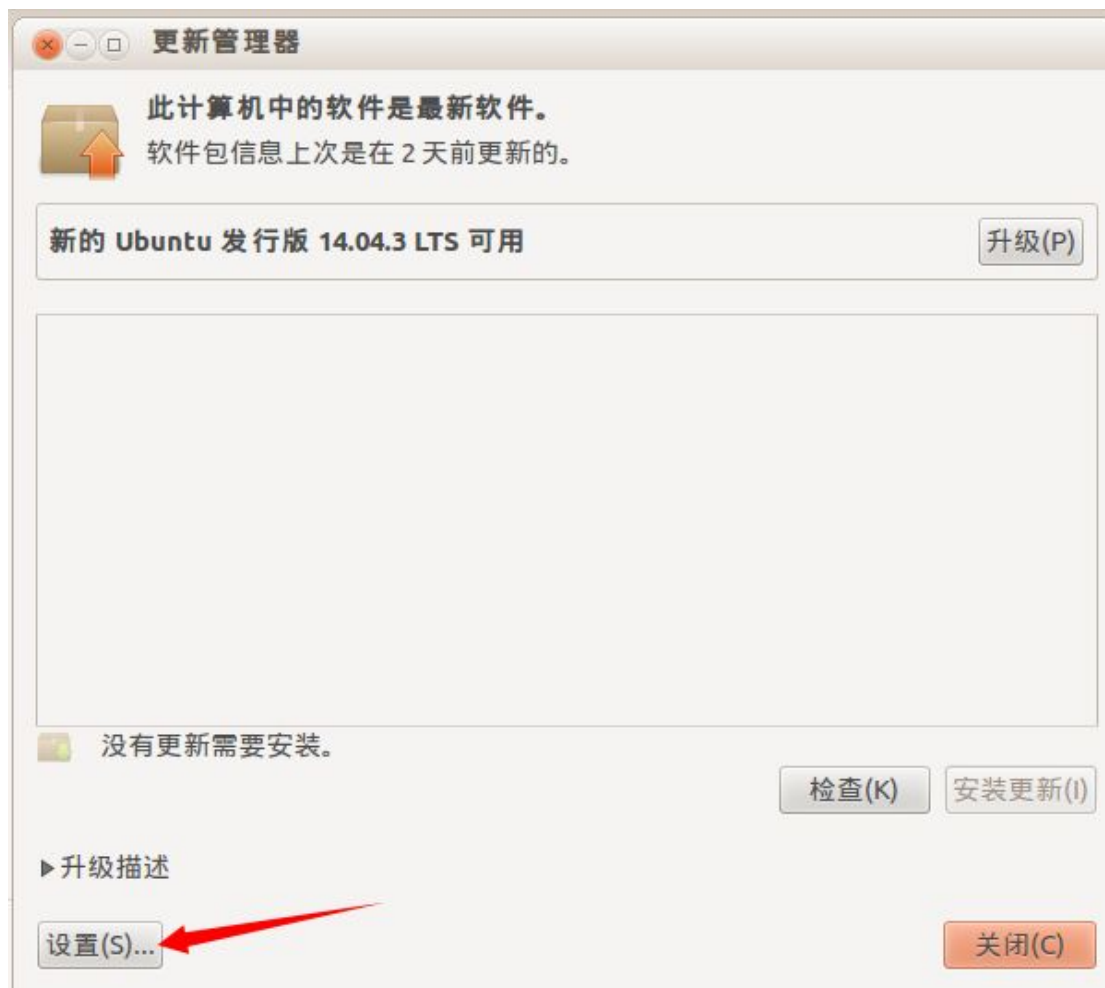 更新管理器
此计算机中的软件是最新软件。
软件包信息上次是在 2 天前更新的。
新的 Ubuntu 发行版 14.04.3 LTS 可用
升级(P)
没有更新需要安装。
检查(K)
安装更新(I)
升级描述
设置(S)...
关闭(C)